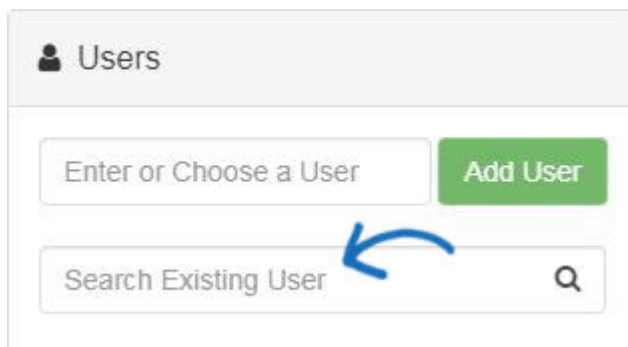 Users
Enter or Choose a User
Add User
Search Existing User